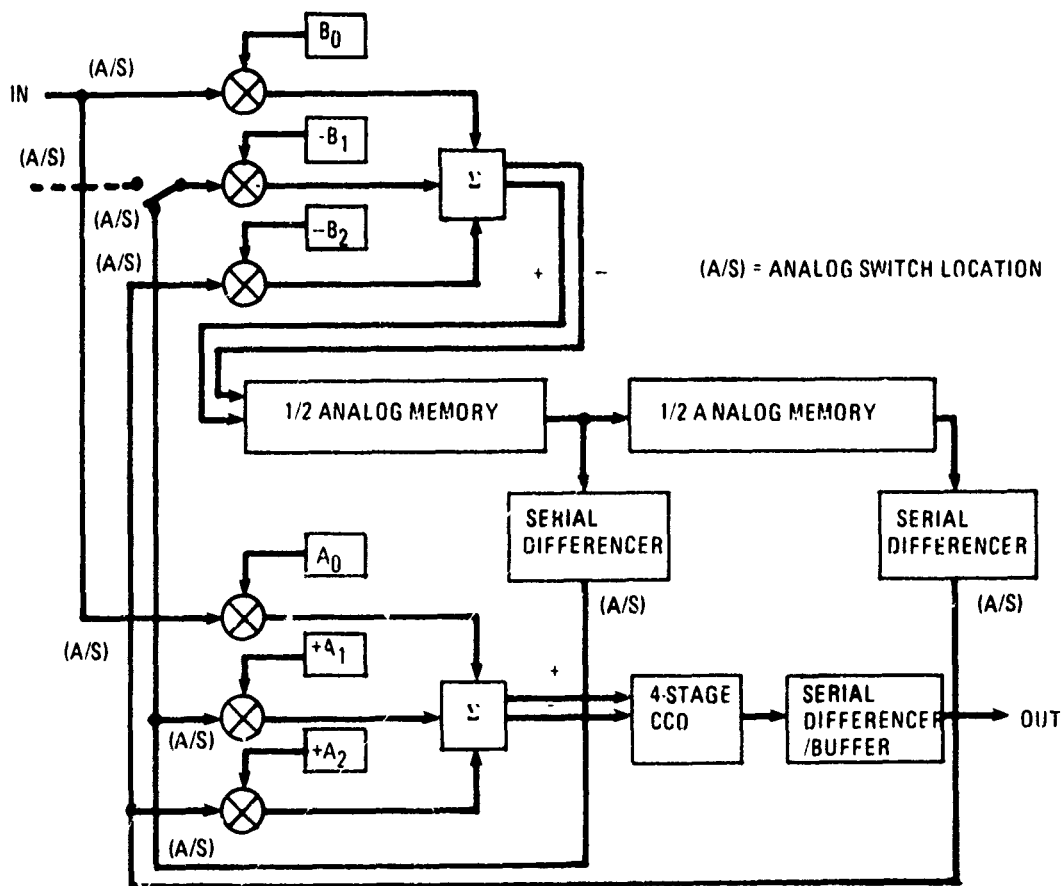 B0
(A/S)
IN
-B1
(A/S)
Σ
(A/S)
-B2
(A/S)
+
-
(A/S) = ANALOG SWITCH LOCATION
1/2 ANALOG MEMORY
1/2 ANALOG MEMORY
SERIAL
DIFFERENCER
SERIAL
DIFFERENCER
A0
(A/S)
(A/S)
(A/S)
+A1
+
Σ
-
4-STAGE
CCD
SERIAL
DIFFERENCER
/BUFFER
OUT
(A/S)
+A2
(A/S)